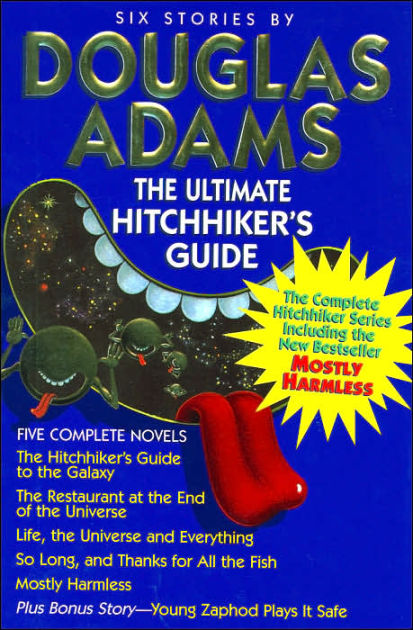 SIX STORIES BY
DOUGLAS
ADAMS
THE ULTIMATE
HITCHHIKER'S
GUIDE
The Complete
Hitchhiker Series
Including the
New Bestseller
MOSTLY
HARMLESS
FIVE COMPLETE NOVELS
The Hitchhiker's Guide
to the Galaxy
The Restaurant at the End
of the Universe
Life, the Universe and Everything
So Long, and Thanks for All the Fish
Mostly Harmless
Plus Bonus Story—Young Zaphod Plays It Safe